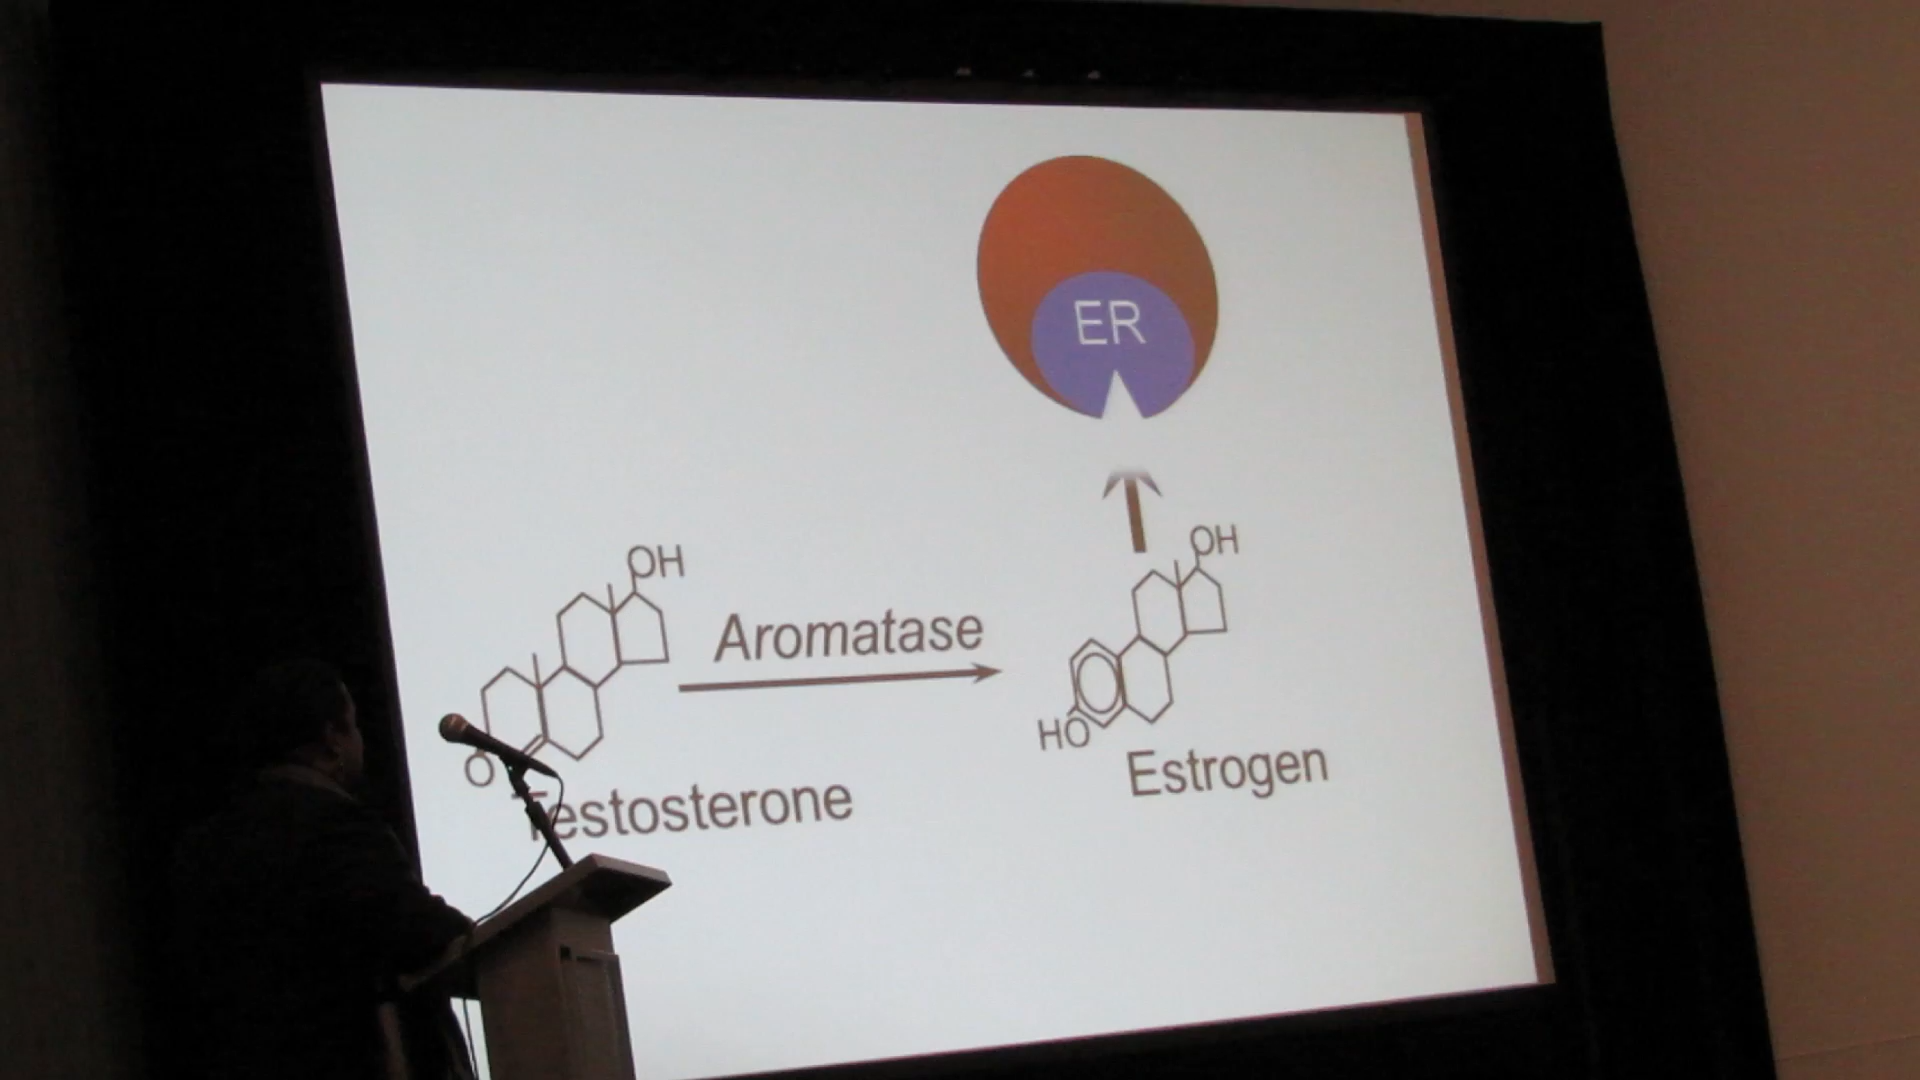 ER
OH
OH
Aromatase
O
HO
Estrogen
Testosterone